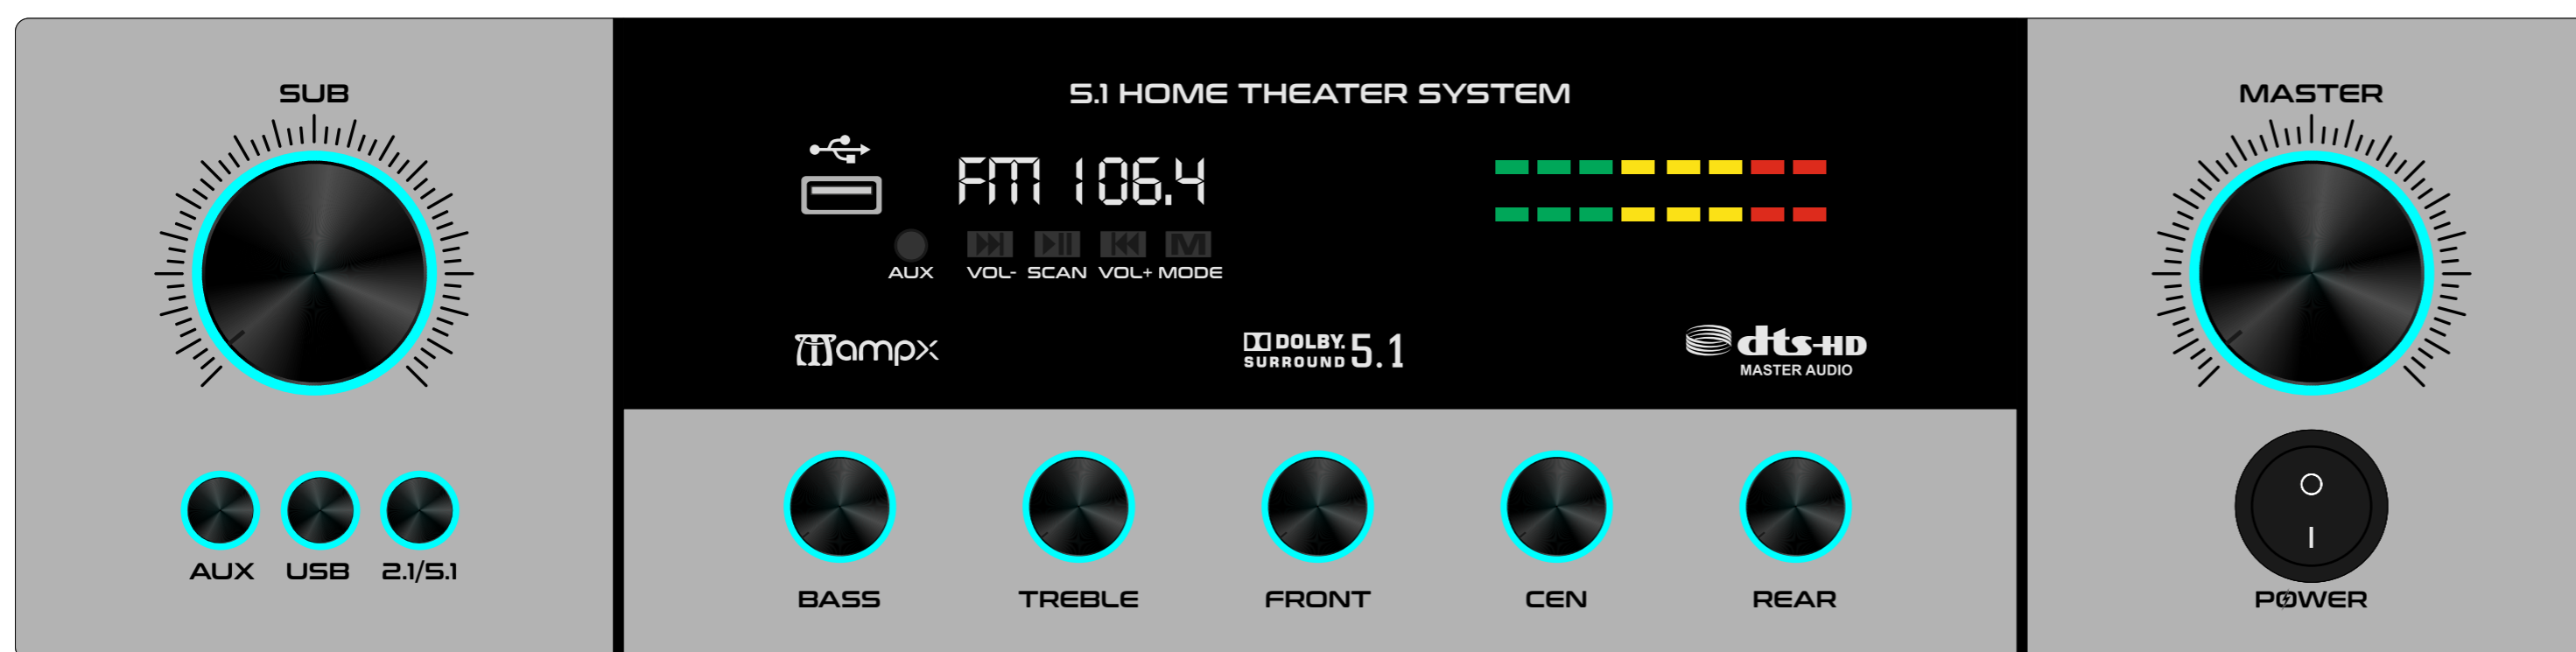 SUB
5.1 HOME THEATER SYSTEM
MASTER
FM 106.4
M
AUX VOL- SCAN VOL+ MODE
ampx
DOLBY.
SURROUND 5.1
dts-HD
MASTER AUDIO
AUX USB 2.1/5.1
BASS TREBLE FRONT CEN REAR
POWER